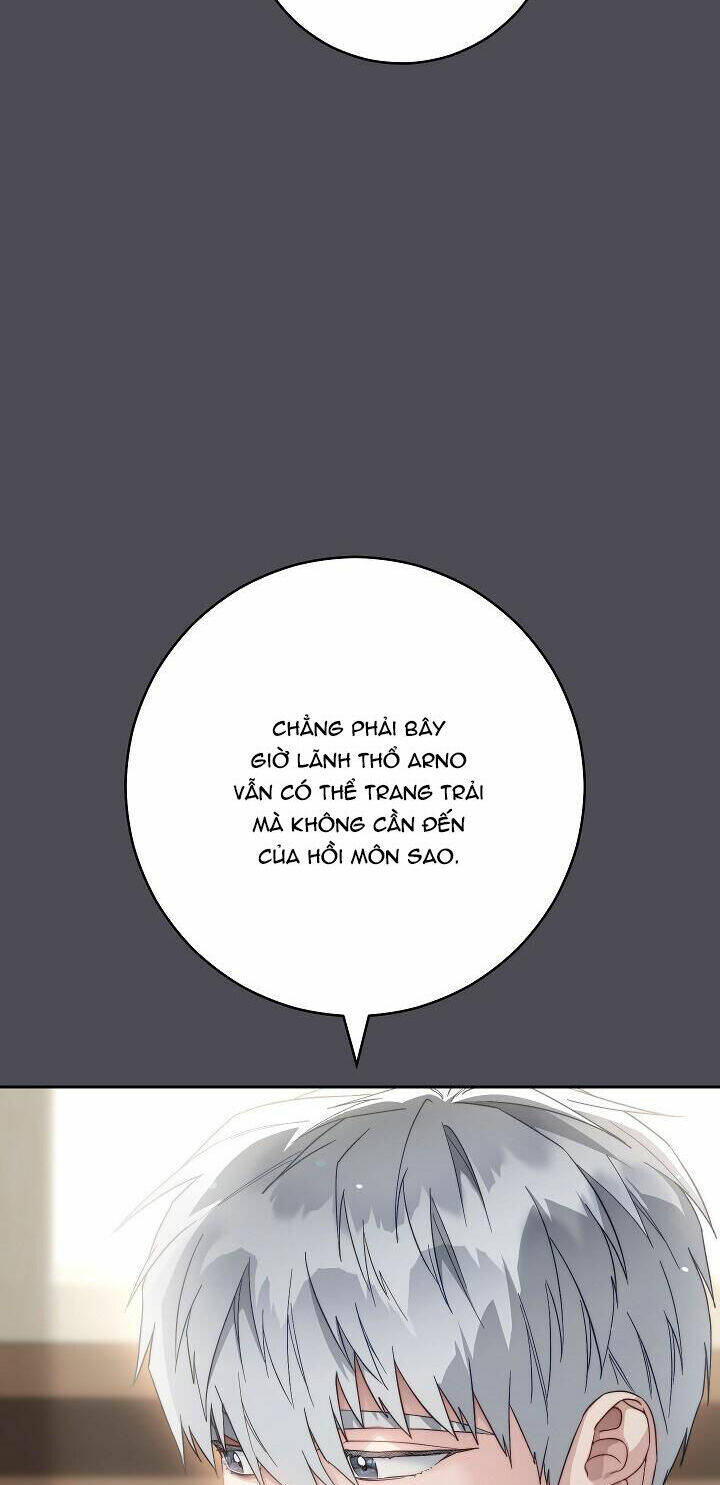 CHẲNG PHẢI BÂY
GIỜ LÃNH THỔ ARNO
VẪN CÓ THỂ TRANG TRẢI
MÀ KHÔNG CẦN ĐẾN
CỦA HỒI MÔN SAO.